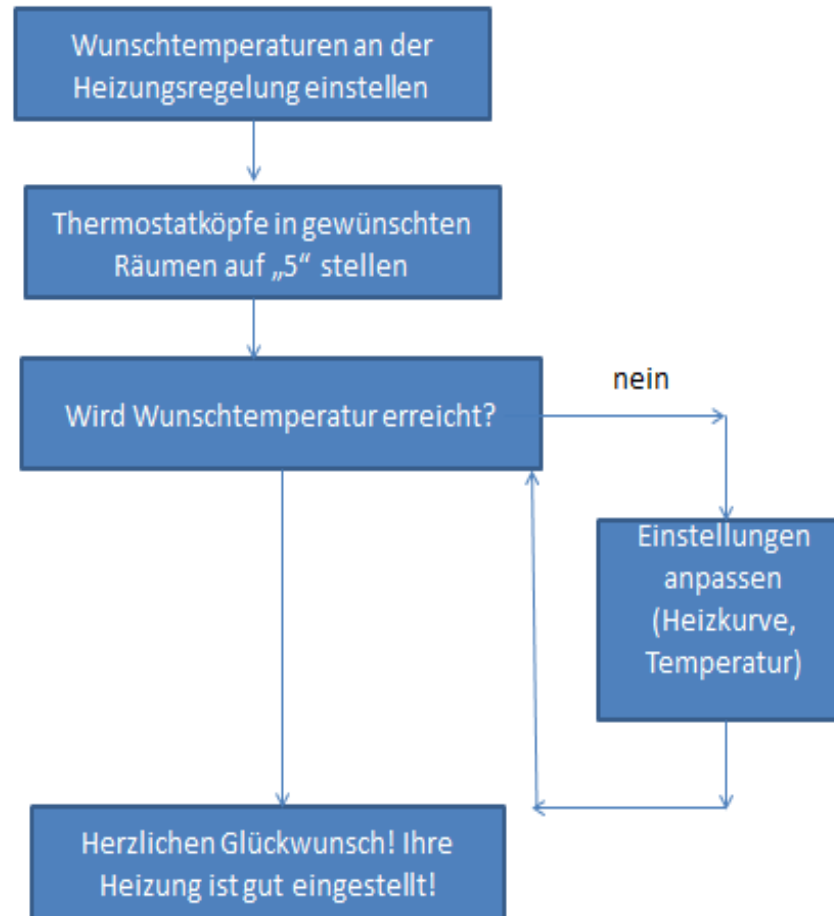 Wunschtemperaturen an der
Heizungsregelung einstellen
Thermostatköpfe in gewünschten
Räumen auf „5“ stellen
Wird Wunschtemperatur erreicht?
nein
Einstellungen
anpassen
(Heizkurve,
Temperatur)
Herzlichen Glückwunsch! Ihre
Heizung ist gut eingestellt!